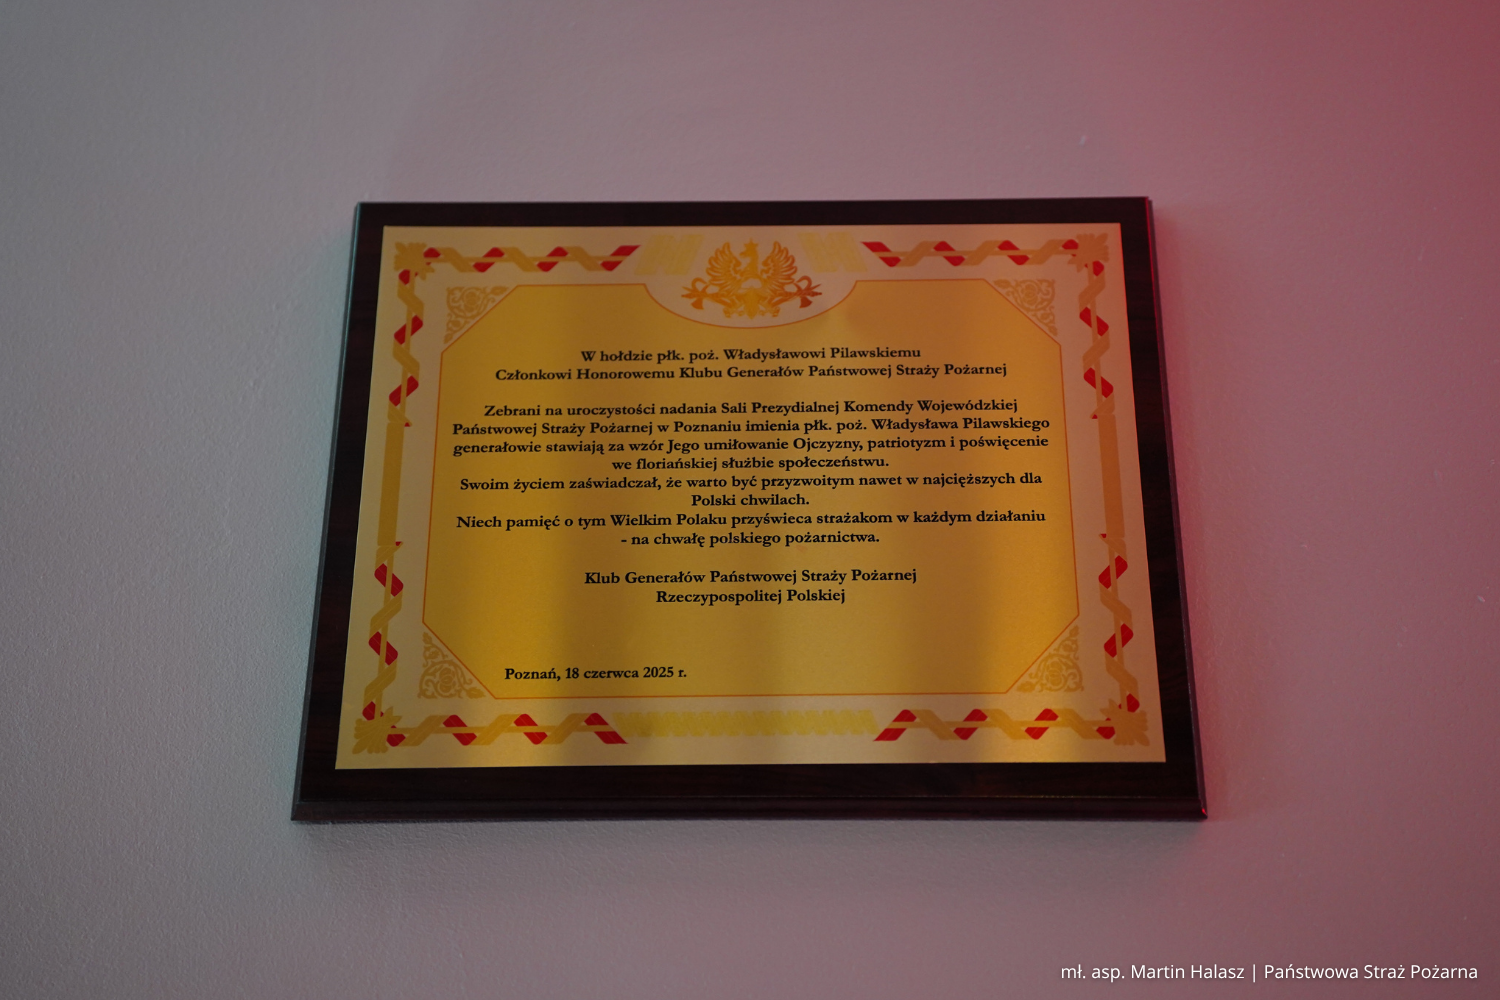 W hołdzie płk. poż. Władysławowi Pilawskiemu
Członkowi Honorowemu Klubu Generałów Państwowej Straży Pożarnej
Zebrani na uroczystości nadania Sali Prezydialnej Komendy Wojewódzkiej
Państwowej Straży Pożarnej w Poznaniu imienia płk. poż. Władysława Pilawskiego
generałowie stawiają za wzór Jego umiłowanie Ojczyzny, patriotyzm i poświęcenie
we floriańskiej służbie społeczeństwu.
Swoim życiem zaświadczał, że warto być przyzwoitym nawet w najcięższych dla
Polski chwilach.
Niech pamięć o tym Wielkim Polaku przyświeca strażakom w każdym działaniu
- na chwałę polskiego pożarnictwa.
Klub Generałów Państwowej Straży Pożarnej
Rzeczypospolitej Polskiej
Poznań, 18 czerwca 2025 r.
mł. asp. Martin Halasz | Państwowa Straż Pożarna